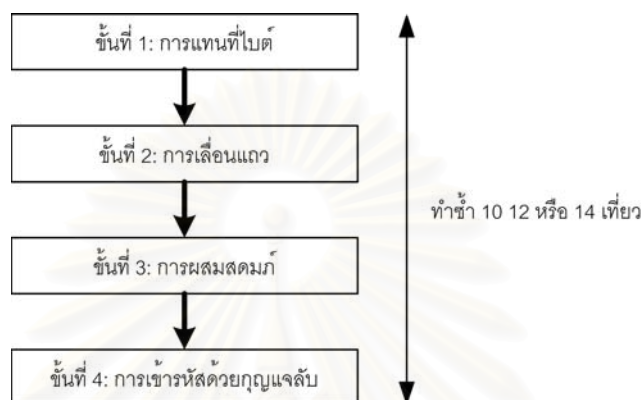 ขั้นที่ 1: การแทนที่ไบต์
ขั้นที่ 2: การเลื่อนแถว
ทำซ้ำ 10 12 หรือ 14 เที่ยว
ขั้นที่ 3: การผสมสดมภ์
ขั้นที่ 4: การเข้ารหัสด้วยกุญแจลับ